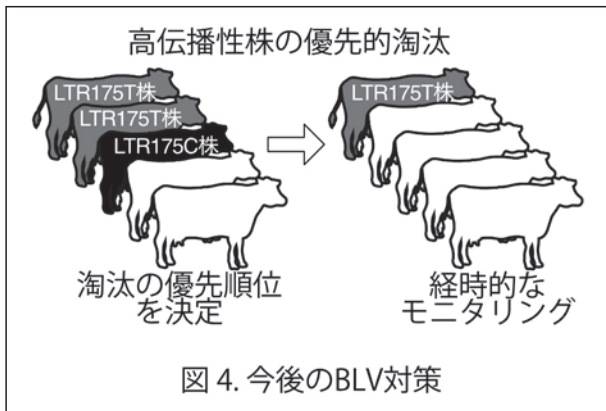 高伝播性株の優先的淘汰
LTR175T株
LTR175T株
LTR175C株
淘汰の優先順位
を決定
LTR175T株
経時的な
モニタリング
図 4. 今後のBLV対策